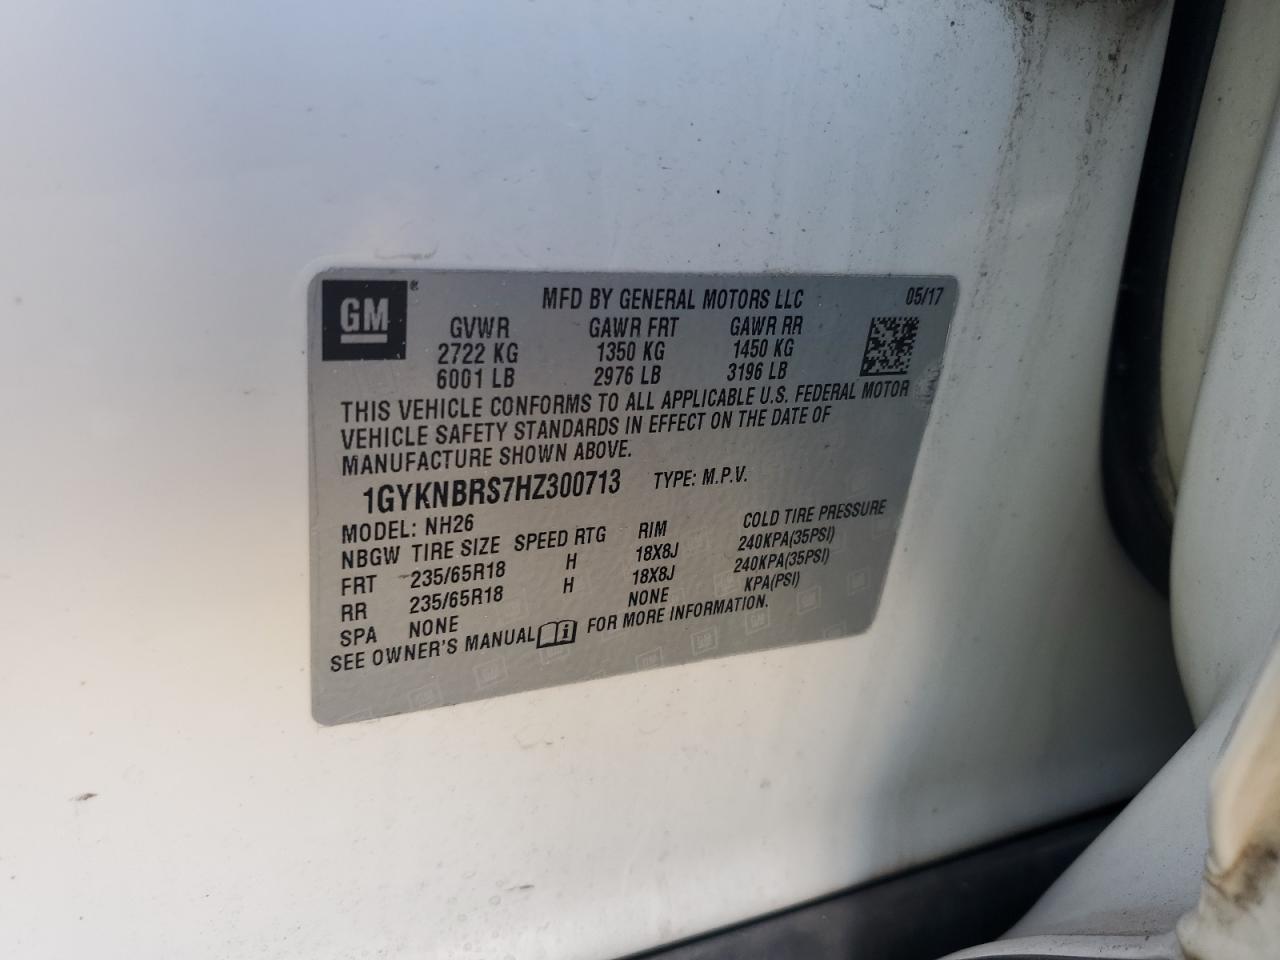 GM®
MFD BY GENERAL MOTORS LLC 05/17
GVWR GAWR FRT GAWR RR
2722 KG 1350 KG 1450 KG
6001 LB 2976 LB 3196 LB
THIS VEHICLE CONFORMS TO ALL APPLICABLE U.S. FEDERAL MOTOR
VEHICLE SAFETY STANDARDS IN EFFECT ON THE DATE OF
MANUFACTURE SHOWN ABOVE.
1GYKNBRS7HZ300713 TYPE: M.P.V.
MODEL: NH26
NBGW TIRE SIZE SPEED RTG RIM COLD TIRE PRESSURE
FRT 235/65R18 H 18X8J 240KPA(35PSI)
RR 235/65R18 H 18X8J 240KPA(35PSI)
SPA NONE NONE KPA(PSI)
SEE OWNER'S MANUAL FOR MORE INFORMATION.